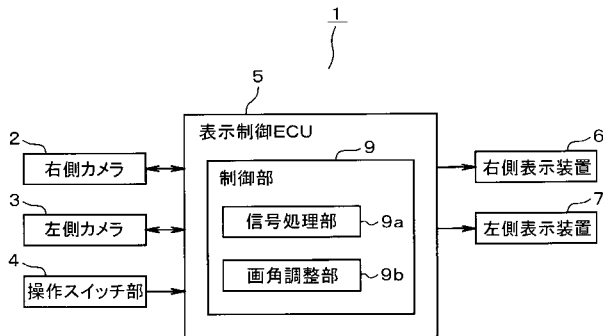 1
5
表示制御ECU
2
右側カメラ
9
制御部
6
右側表示装置
3
左側カメラ
信号処理部
9a
7
左側表示装置
4
操作スイッチ部
画角調整部
9b